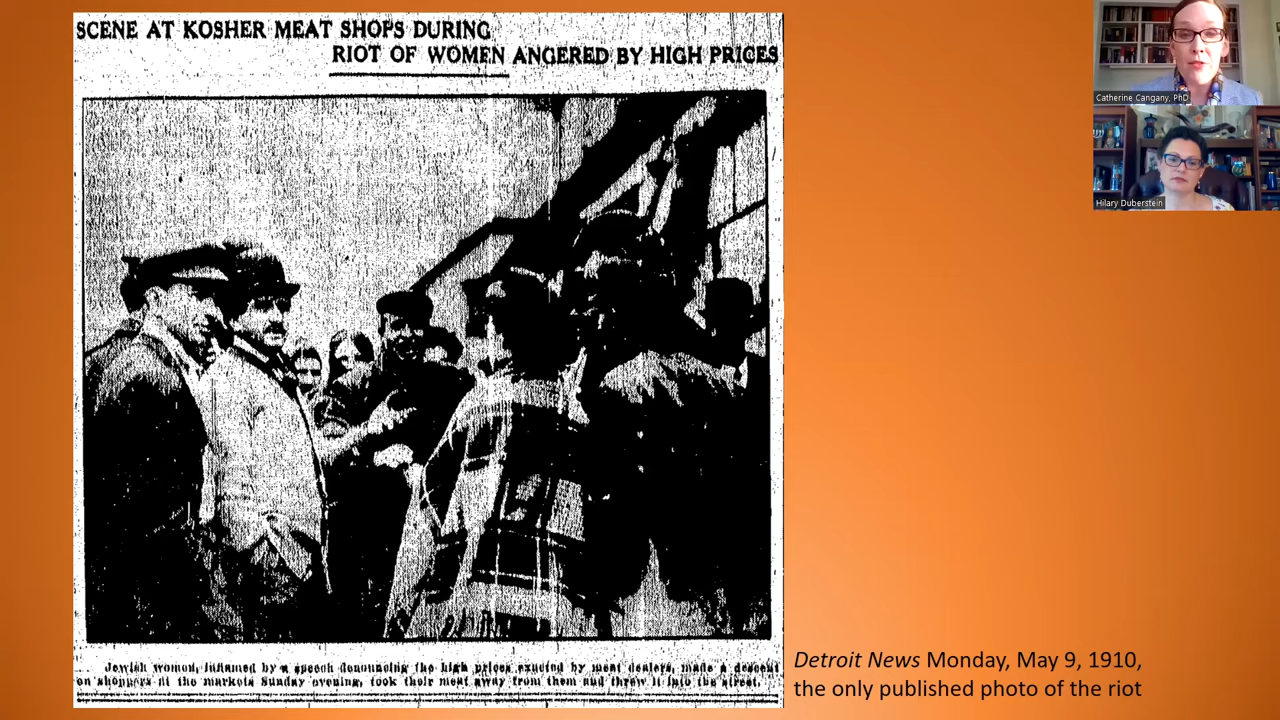 SCENE AT KOSHER MEAT SHOPS DURING
RIOT OF WOMEN ANGERED BY HIGH PRICES
Jewish women, inflamed by a speech denouncing the high prices exacted by meat dealers, made a descent
on shoppers at the markets Sunday evening, took their meat away from them and threw it into the street.
Detroit News Monday, May 9, 1910,
the only published photo of the riot
Catherine Cangany, PhD
Hilary Duberstein